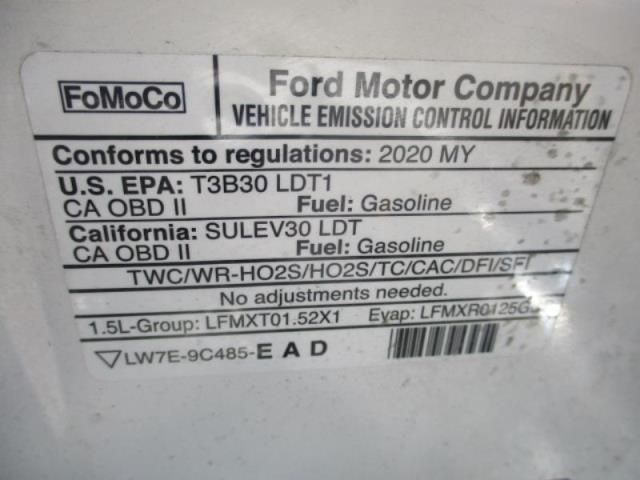 FoMoCo
Ford Motor Company
VEHICLE EMISSION CONTROL INFORMATION
Conforms to regulations: 2020 MY
U.S. EPA: T3B30 LDT1
CA OBD II Fuel: Gasoline
California: SULEV30 LDT
CA OBD II Fuel: Gasoline
TWC/WR-HO2S/HO2S/TC/CAC/DFI/SFI
No adjustments needed.
1.5L-Group: LFMXT01.52X1 Evap:
LW7E-9C485-E A D